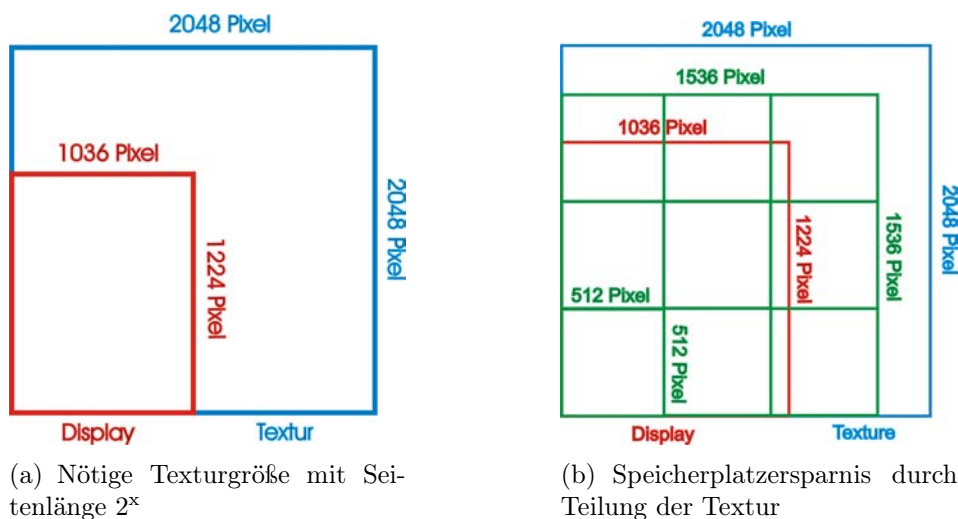 2048 Pixel
1036 Pixel
1224 Pixel
2048 Pixel
Display
Textur
(a) Nötige Texturgröße mit Sei-
tenlänge 2ˣ
2048 Pixel
1536 Pixel
1036 Pixel
2048 Pixel
1224 Pixel
1536 Pixel
512 Pixel
512 Pixel
Display
Texture
(b) Speicherplatzersparnis durch
Teilung der Textur